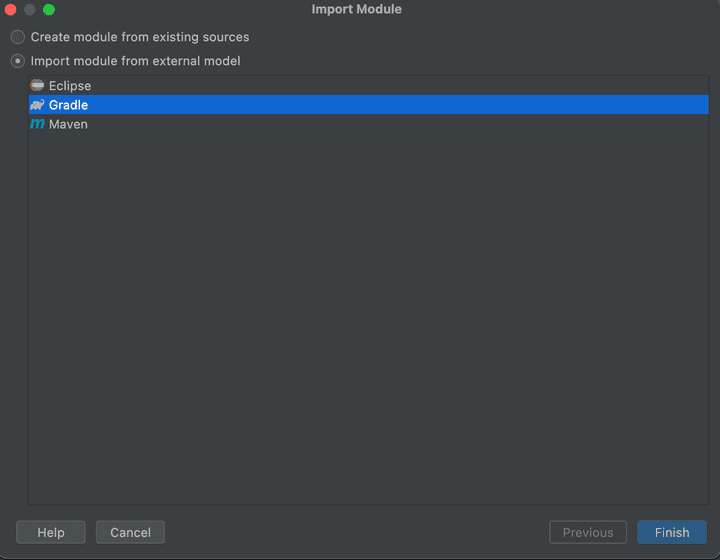 Import Module
Create module from existing sources
Import module from external model
Eclipse
Gradle
m Maven
Help Cancel Previous Finish